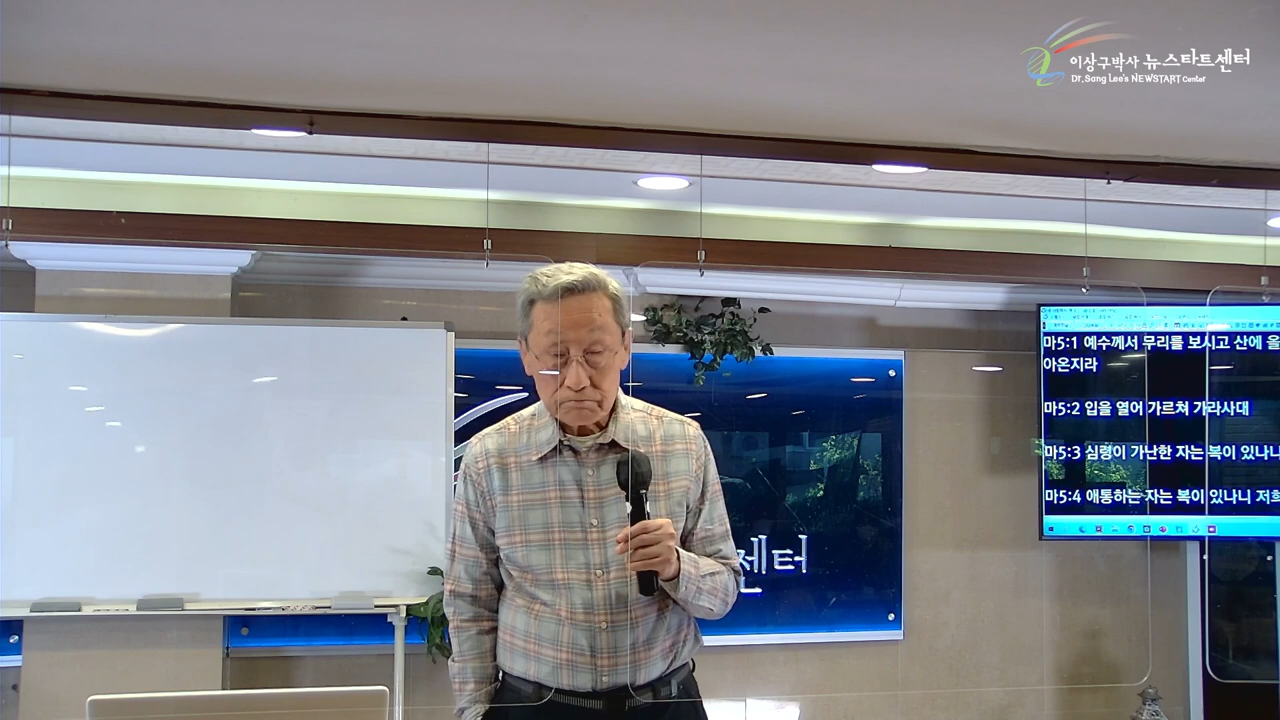 이상구박사 뉴스타트센터
Dr. Sang Lee's NEWSTART Center
마5:1 예수께서 무리를 보시고 산에 올
아온지라
마5:2 입을 열어 가르쳐 가라사대
마5:3 심령이 가난한 자는 복이 있나니
마5:4 애통하는 자는 복이 있나니 저희
센터